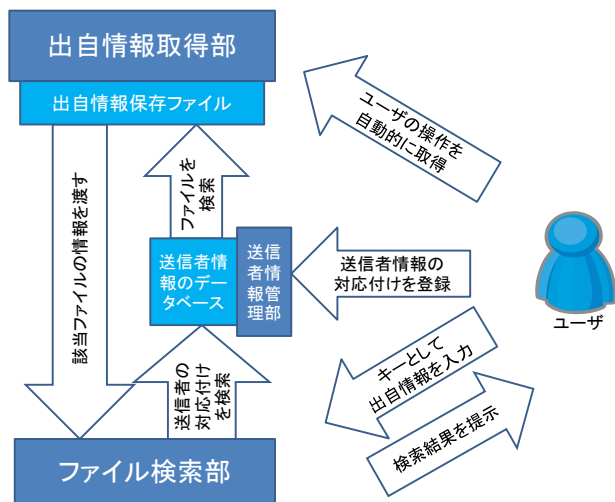 出自情報取得部
出自情報保存ファイル
ユーザの操作を
自動的に取得
ファイルを
検索
該当ファイルの情報を渡す
送信者
情報のデー
タベース
送信
者情
報管
理部
送信者情報の
対応付けを登録
ユーザ
送信者の
対応付け
を検索
キーとして
出自情報を入力
検索結果を提示
ファイル検索部